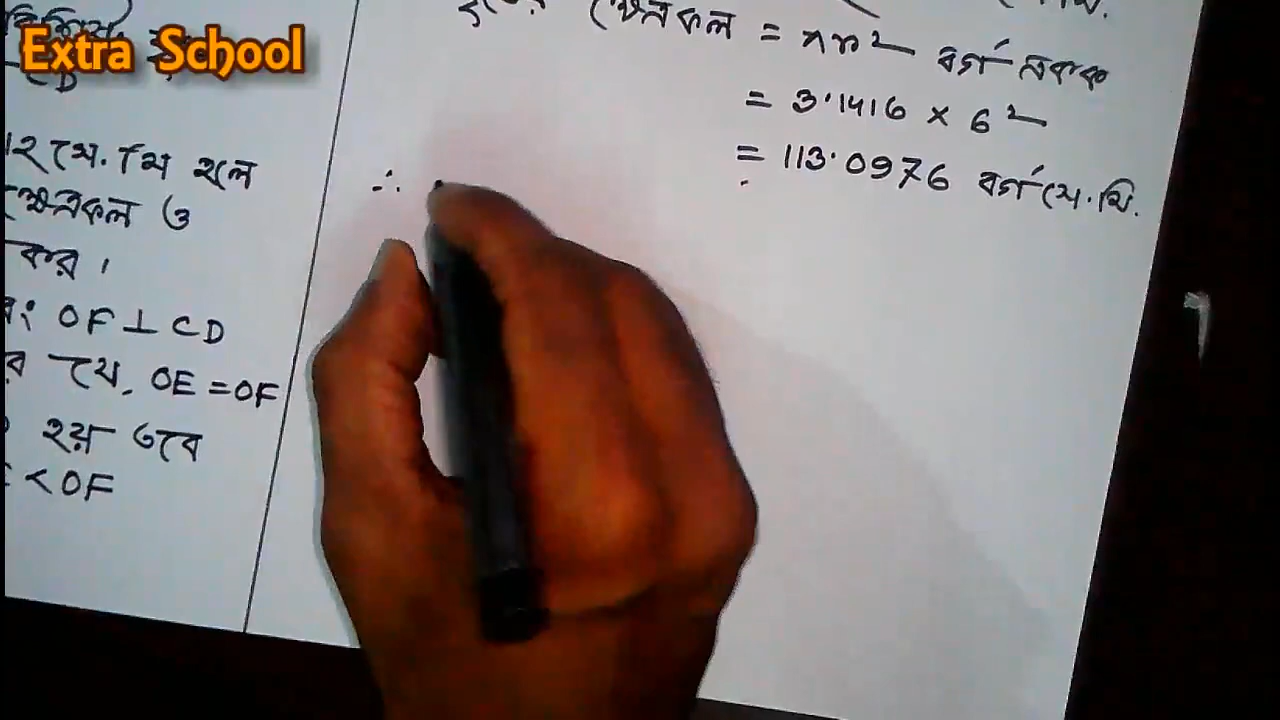 Extra School
CD
১২ সে.মি হলে
ক্ষেত্রফল ও
কর।
OF ⊥ CD
যে, OE = OF
হয় তবে
< OF
ক্ষেত্রফল = πr² বর্গ একক
= 3.1416 × 6²
= 113.0976 বর্গ সে.মি.
∴